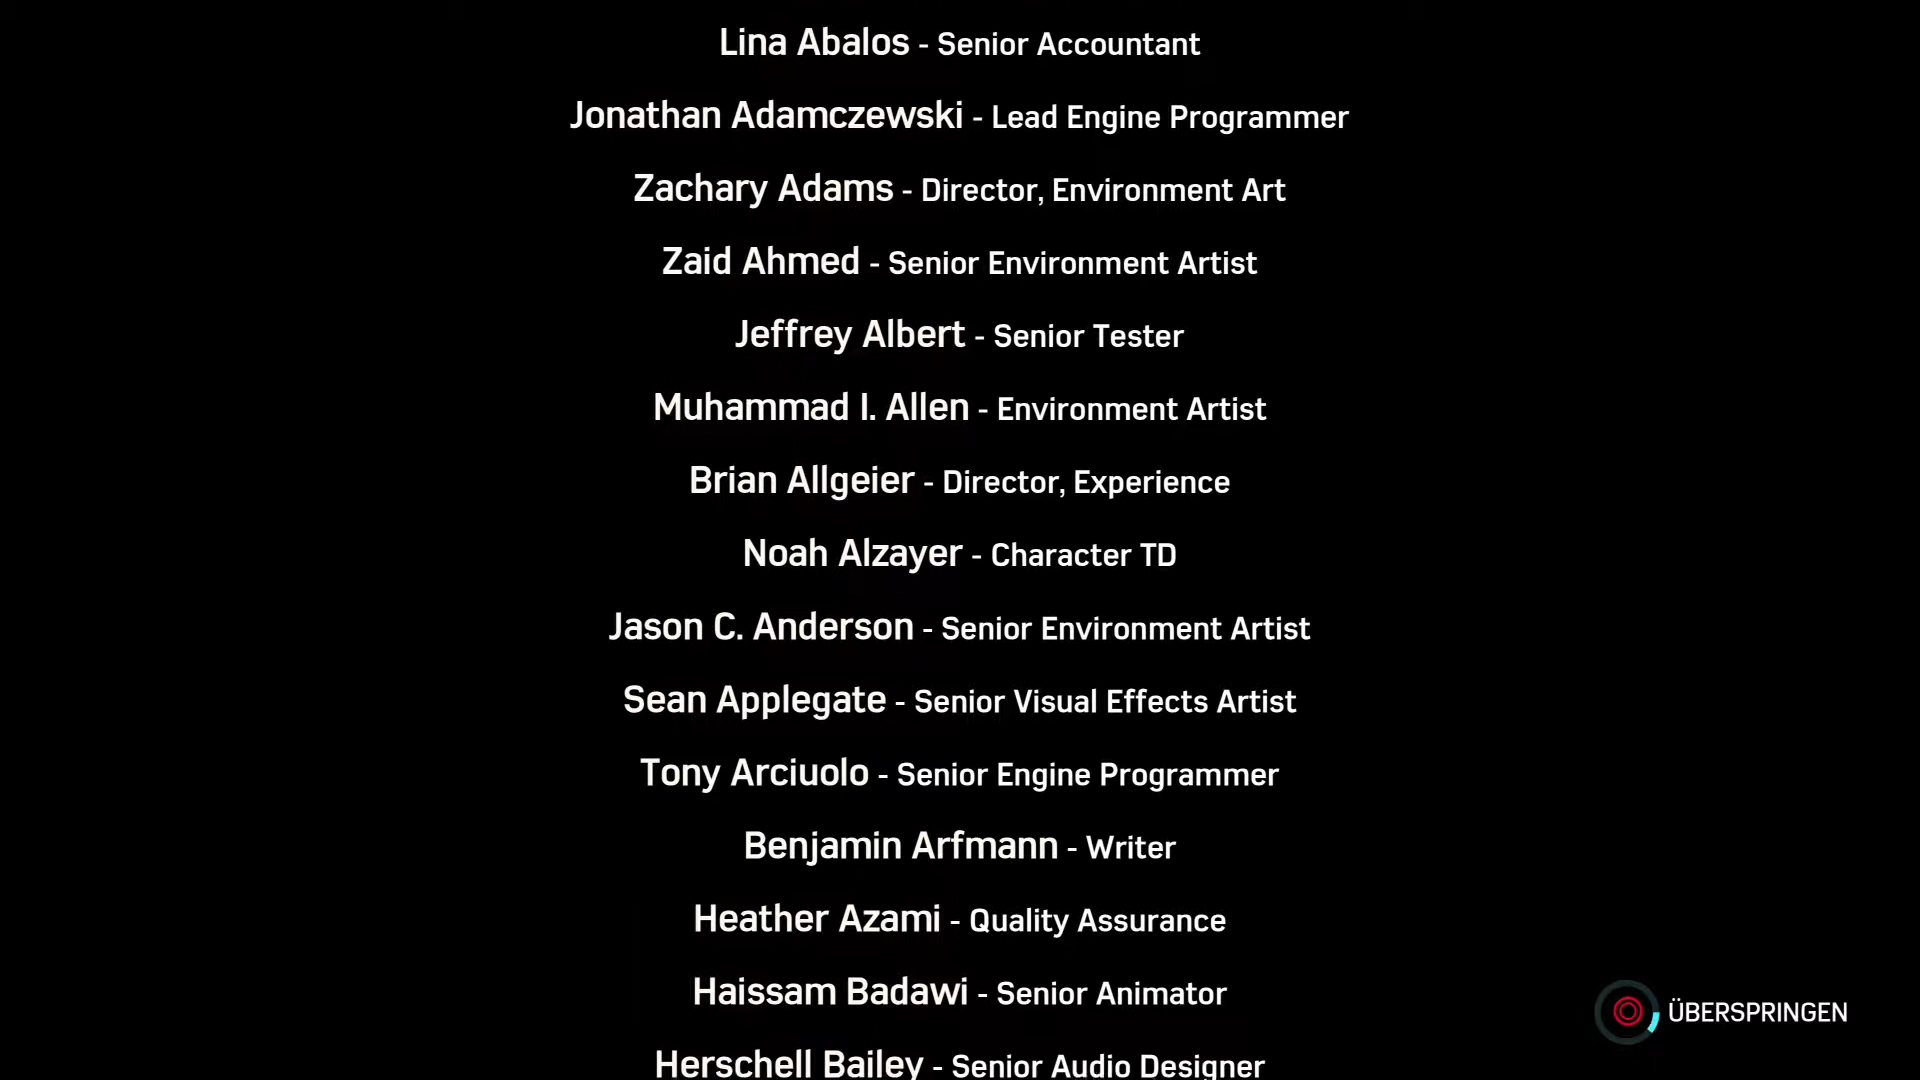 Lina Abalos - Senior Accountant
Jonathan Adamczewski - Lead Engine Programmer
Zachary Adams - Director, Environment Art
Zaid Ahmed - Senior Environment Artist
Jeffrey Albert - Senior Tester
Muhammad I. Allen - Environment Artist
Brian Allgeier - Director, Experience
Noah Alzayer - Character TD
Jason C. Anderson - Senior Environment Artist
Sean Applegate - Senior Visual Effects Artist
Tony Arciuolo - Senior Engine Programmer
Benjamin Arfmann - Writer
Heather Azami - Quality Assurance
Haissam Badawi - Senior Animator
ÜBERSPRINGEN
Herschell Bailey - Senior Audio Designer